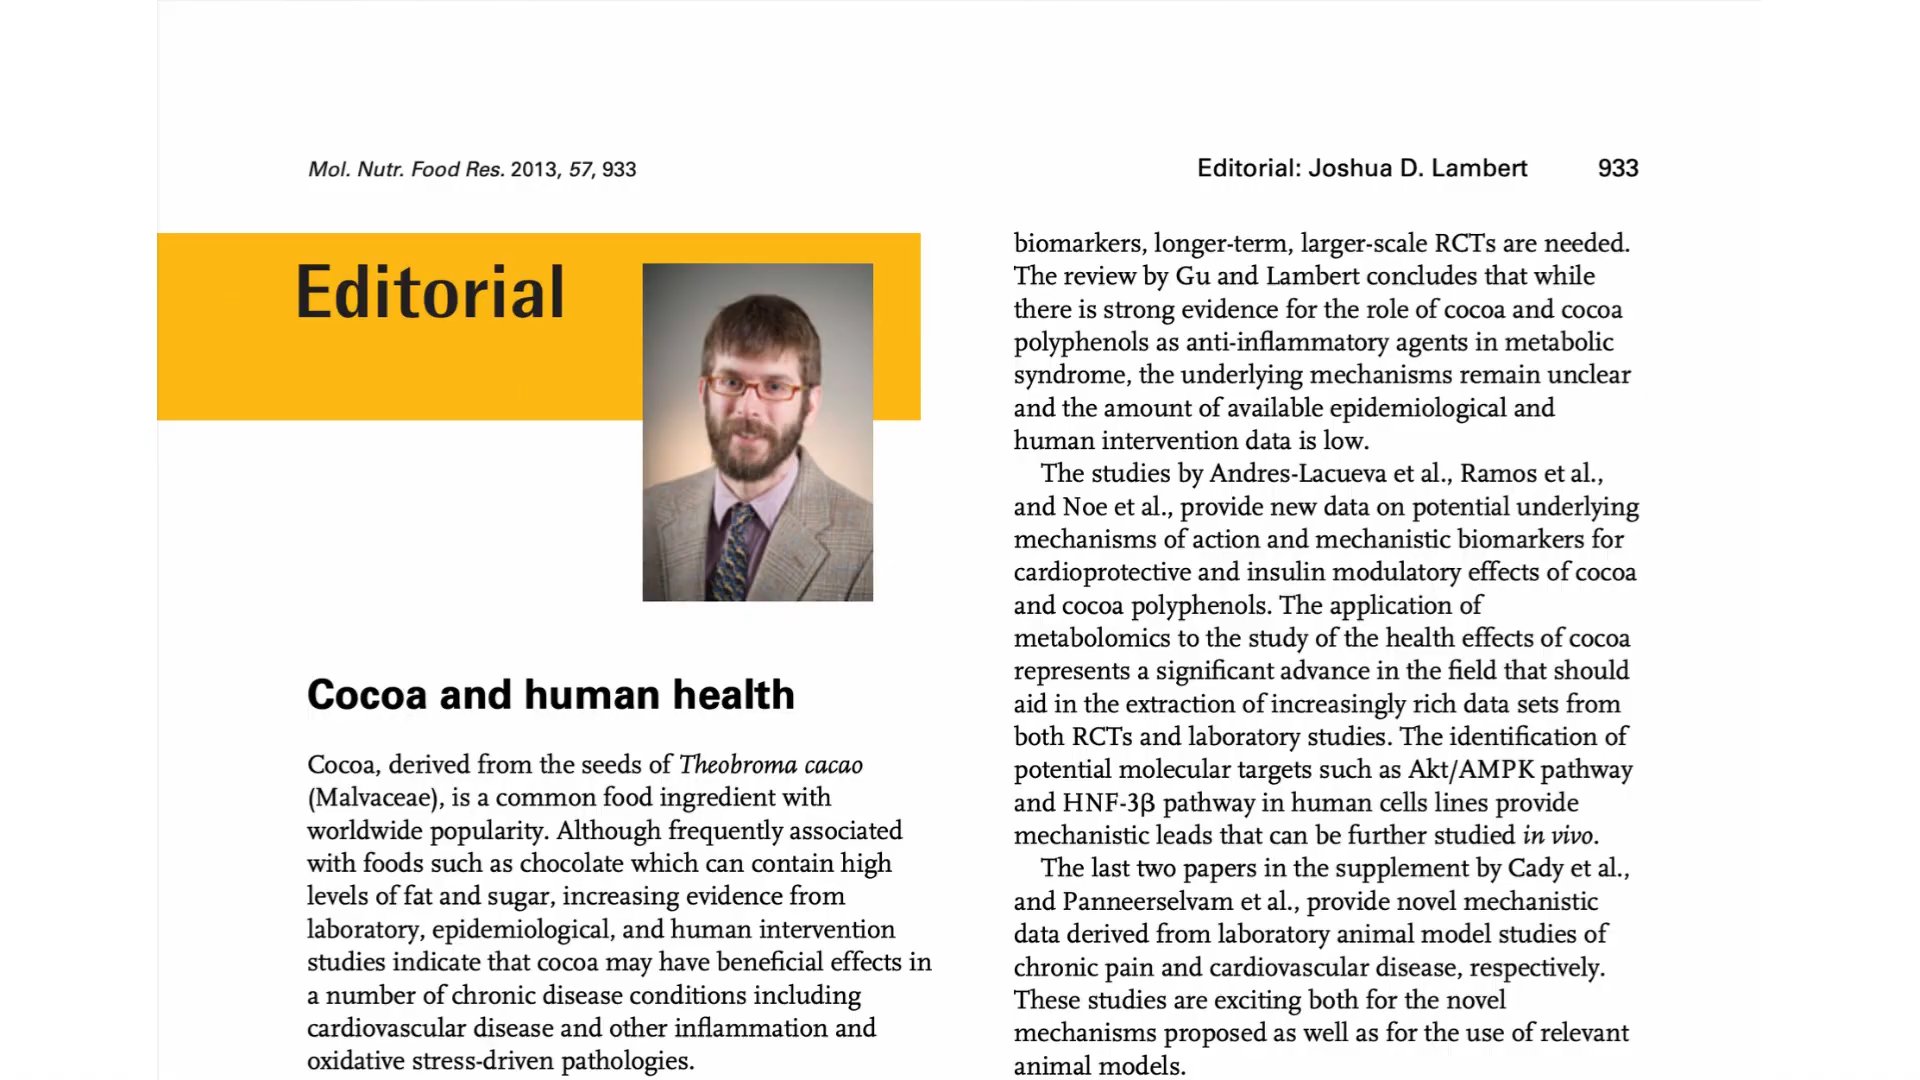 Mol. Nutr. Food Res. 2013, 57, 933
Editorial: Joshua D. Lambert 933
Editorial
Cocoa and human health
Cocoa, derived from the seeds of Theobroma cacao
(Malvaceae), is a common food ingredient with
worldwide popularity. Although frequently associated
with foods such as chocolate which can contain high
levels of fat and sugar, increasing evidence from
laboratory, epidemiological, and human intervention
studies indicate that cocoa may have beneficial effects in
a number of chronic disease conditions including
cardiovascular disease and other inflammation and
oxidative stress-driven pathologies.
biomarkers, longer-term, larger-scale RCTs are needed.
The review by Gu and Lambert concludes that while
there is strong evidence for the role of cocoa and cocoa
polyphenols as anti-inflammatory agents in metabolic
syndrome, the underlying mechanisms remain unclear
and the amount of available epidemiological and
human intervention data is low.
The studies by Andres-Lacueva et al., Ramos et al.,
and Noe et al., provide new data on potential underlying
mechanisms of action and mechanistic biomarkers for
cardioprotective and insulin modulatory effects of cocoa
and cocoa polyphenols. The application of
metabolomics to the study of the health effects of cocoa
represents a significant advance in the field that should
aid in the extraction of increasingly rich data sets from
both RCTs and laboratory studies. The identification of
potential molecular targets such as Akt/AMPK pathway
and HNF-3β pathway in human cells lines provide
mechanistic leads that can be further studied in vivo.
The last two papers in the supplement by Cady et al.,
and Panneerselvam et al., provide novel mechanistic
data derived from laboratory animal model studies of
chronic pain and cardiovascular disease, respectively.
These studies are exciting both for the novel
mechanisms proposed as well as for the use of relevant
animal models.